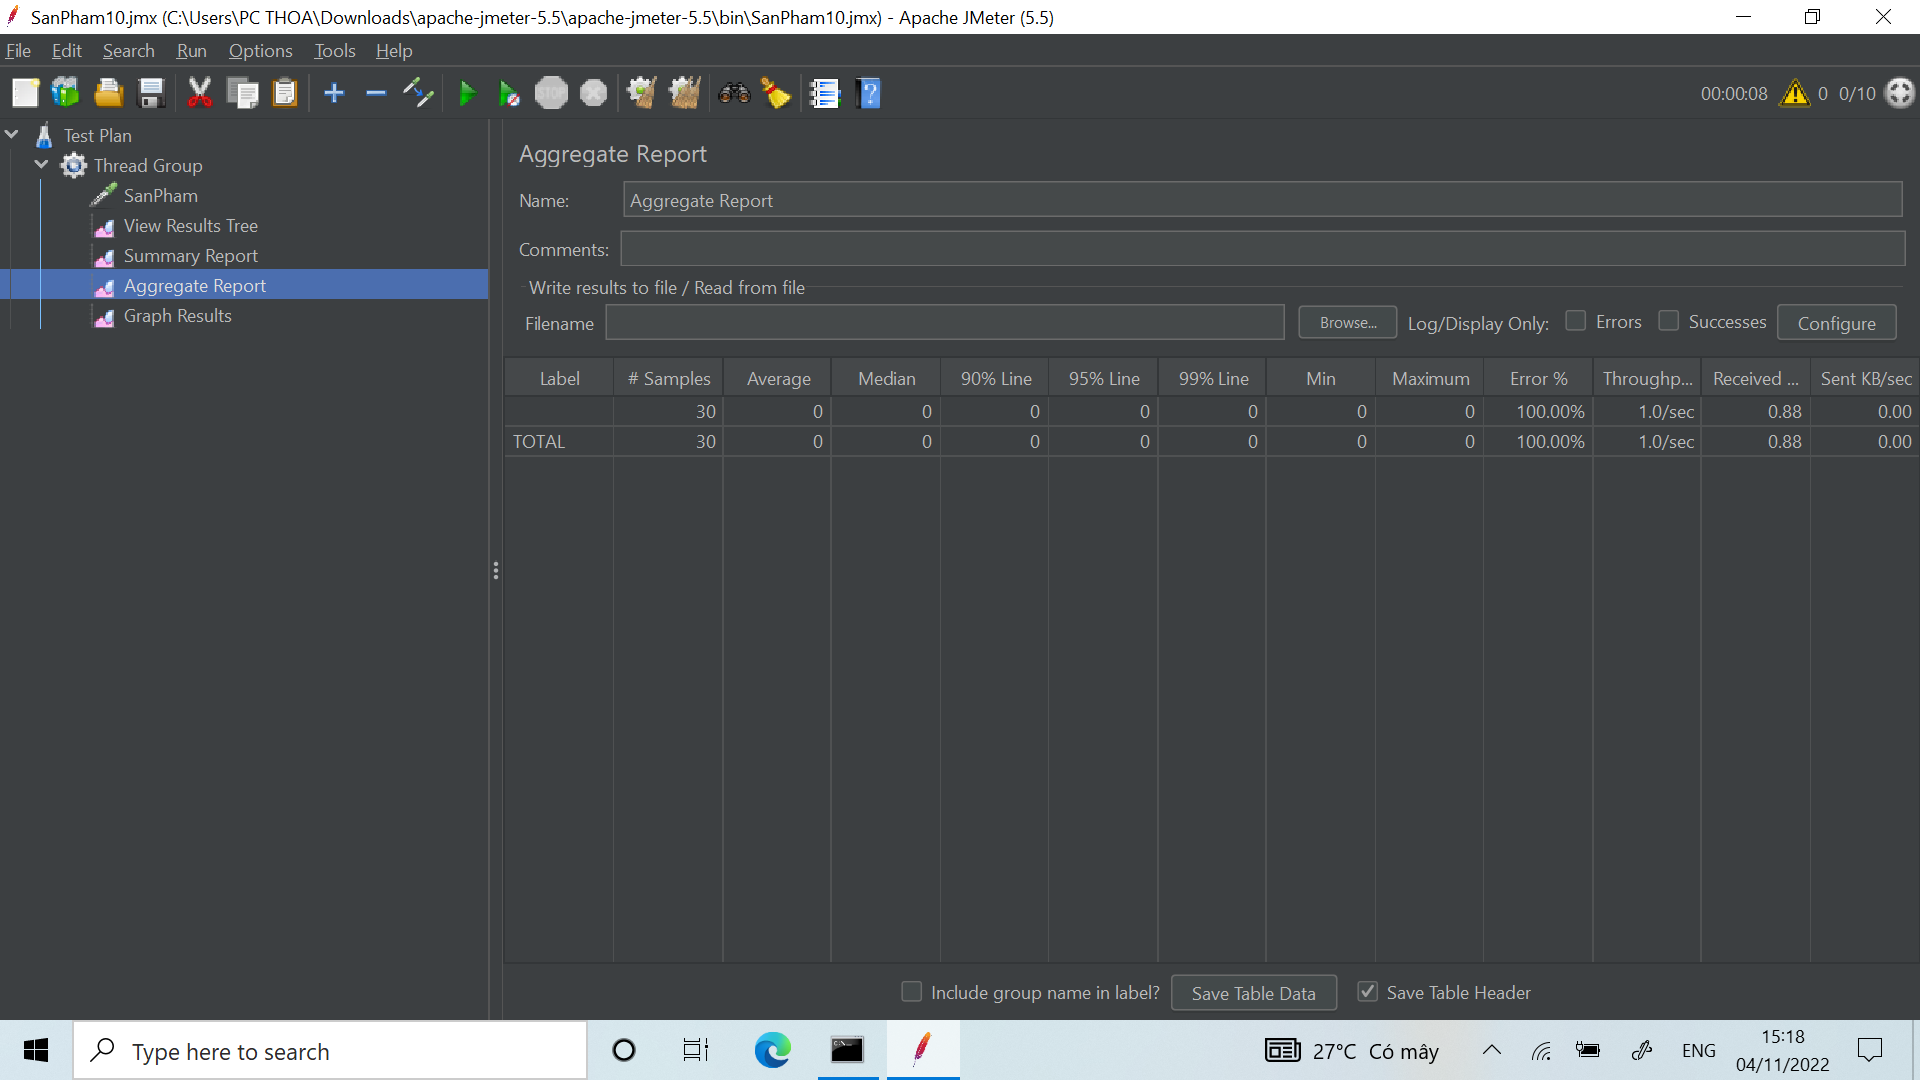 SanPham10.jmx (C:\Users\PC THOA\Downloads\apache-jmeter-5.5\apache-jmeter-5.5\bin\SanPham10.jmx) - Apache JMeter (5.5)
File Edit Search Run Options Tools Help
STOP
00:00:08 0 0/10
Test Plan
Thread Group
SanPham
View Results Tree
Summary Report
Aggregate Report
Graph Results
Aggregate Report
Name: Aggregate Report
Comments:
Write results to file / Read from file
Filename Browse... Log/Display Only: Errors Successes Configure
Label # Samples Average Median 90% Line 95% Line 99% Line Min Maximum Error % Throughp... Received ... Sent KB/sec
30 0 0 0 0 0 0 0 100.00% 1.0/sec 0.88 0.00
TOTAL 30 0 0 0 0 0 0 0 100.00% 1.0/sec 0.88 0.00
Include group name in label? Save Table Data Save Table Header
Type here to search
27°C Có mây
ENG
15:18
04/11/2022